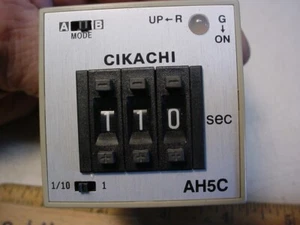 A B UP←R G
MODE ↓
ON
CIKACHI
T T 0 sec
1/10 1 AH5C